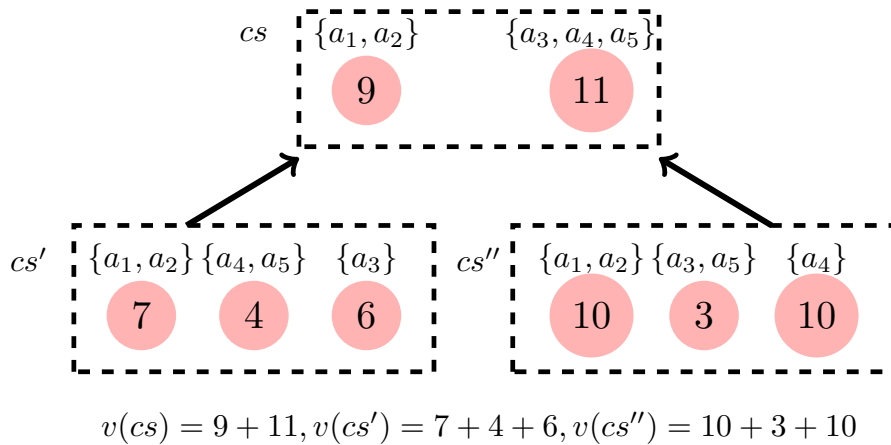 cs {a₁, a₂} {a₃, a₄, a₅}
9 11
cs′ {a₁, a₂} {a₄, a₅} {a₃} cs″ {a₁, a₂} {a₃, a₅} {a₄}
7 4 6 10 3 10
v(cs) = 9 + 11, v(cs′) = 7 + 4 + 6, v(cs″) = 10 + 3 + 10